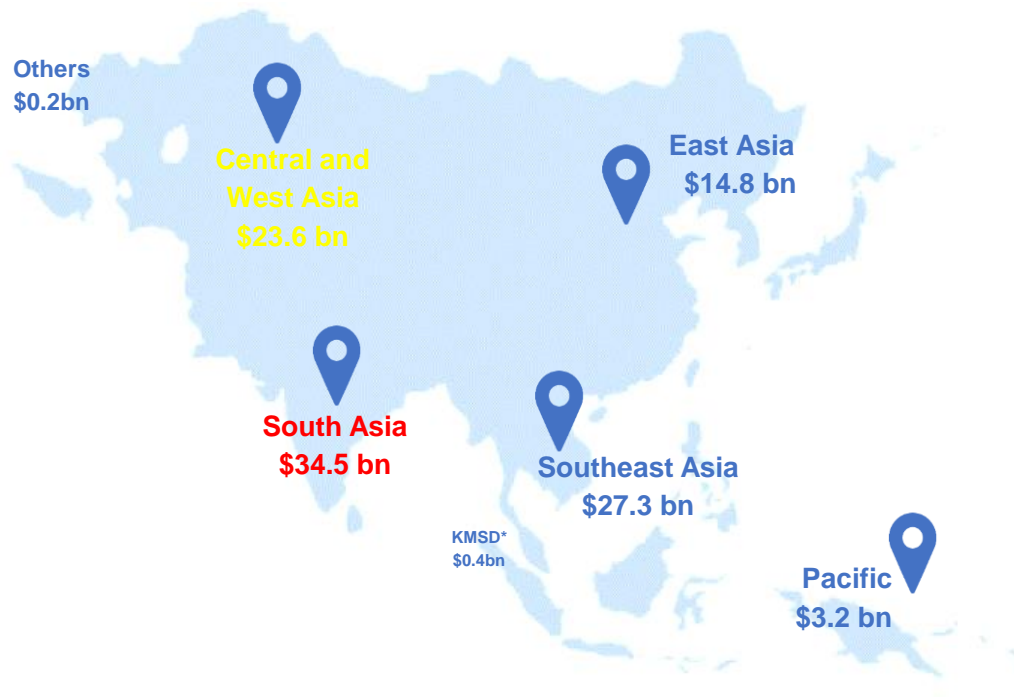 Others
$0.2bn
Central and
West Asia
$23.6 bn
East Asia
$14.8 bn
South Asia
$34.5 bn
Southeast Asia
$27.3 bn
KMSD*
$0.4bn
Pacific
$3.2 bn